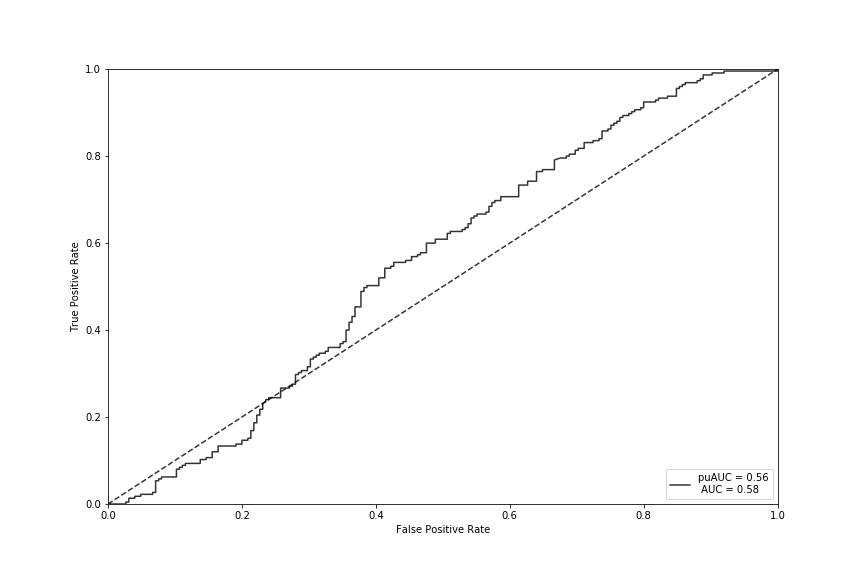 1.0
0.8
0.6
0.4
0.2
0.0
True Positive Rate
puAUC = 0.56
AUC = 0.58
0.0 0.2 0.4 0.6 0.8 1.0
False Positive Rate